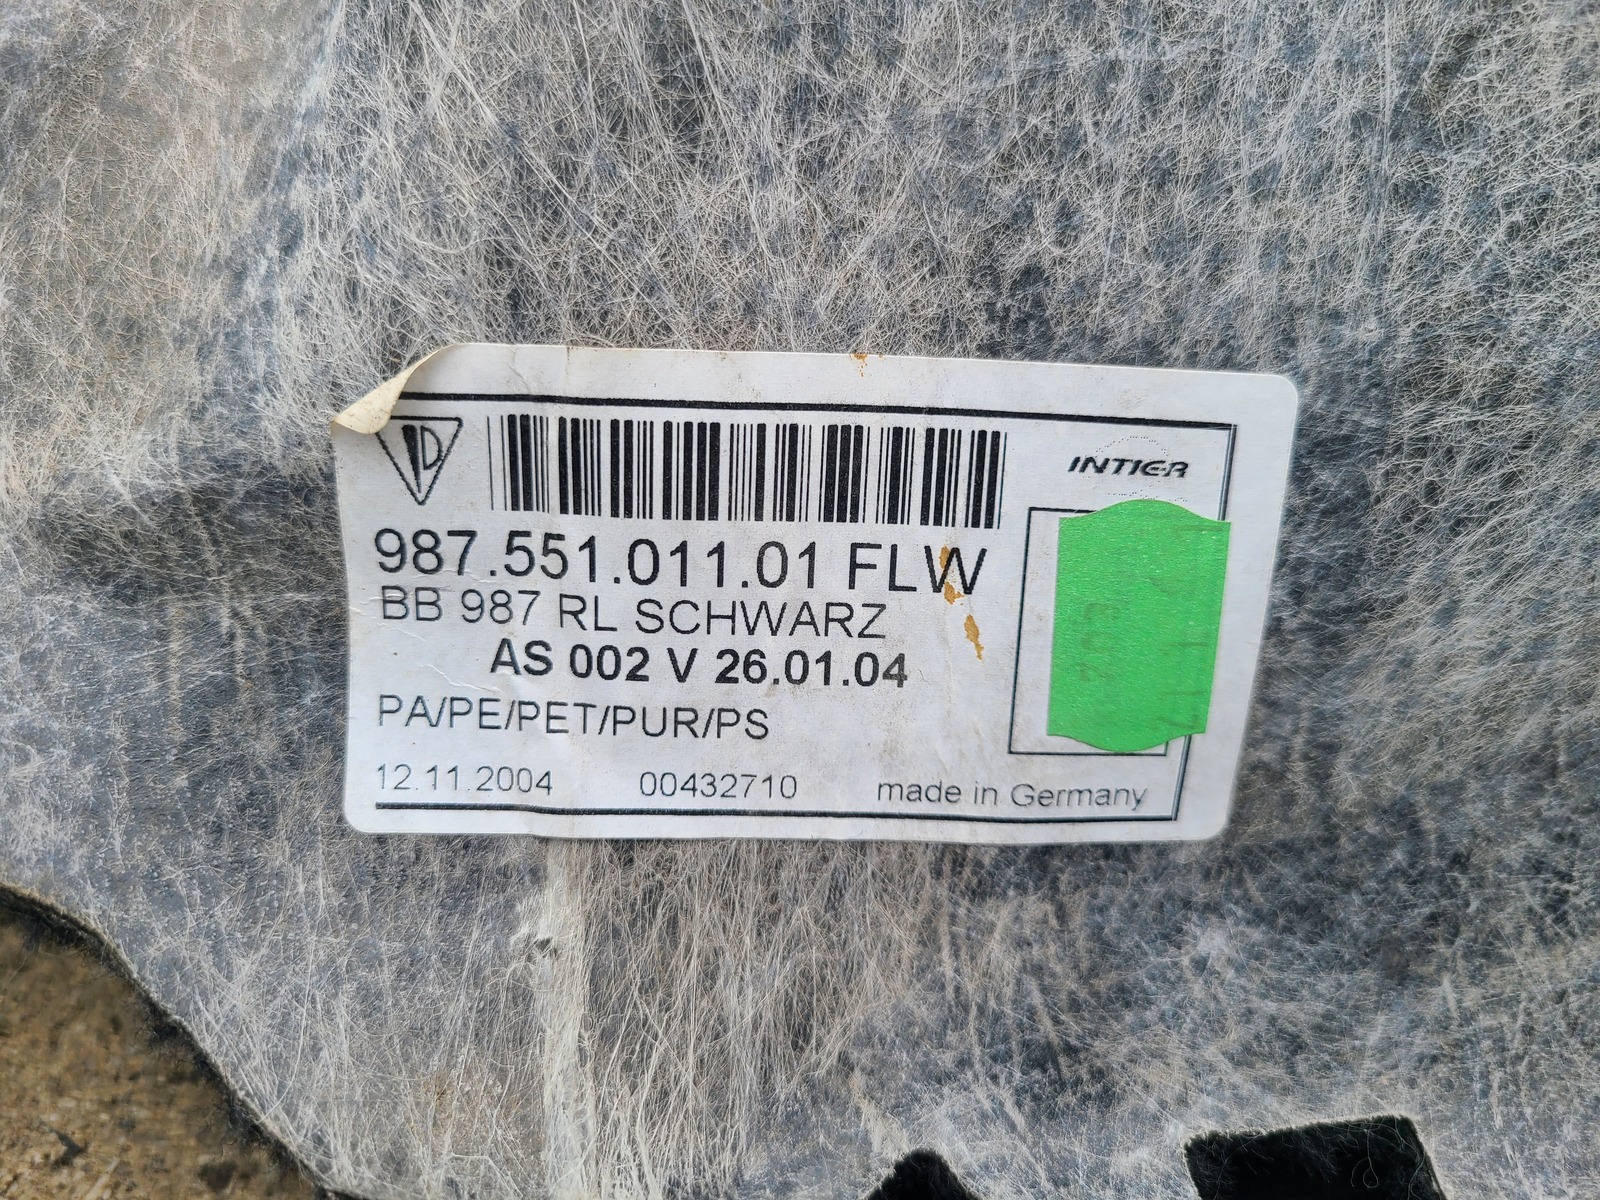 INTIER
987.551.011.01 FLW
BB 987 RL SCHWARZ
AS 002 V 26.01.04
PA/PE/PET/PUR/PS
12.11.2004 00432710 made in Germany